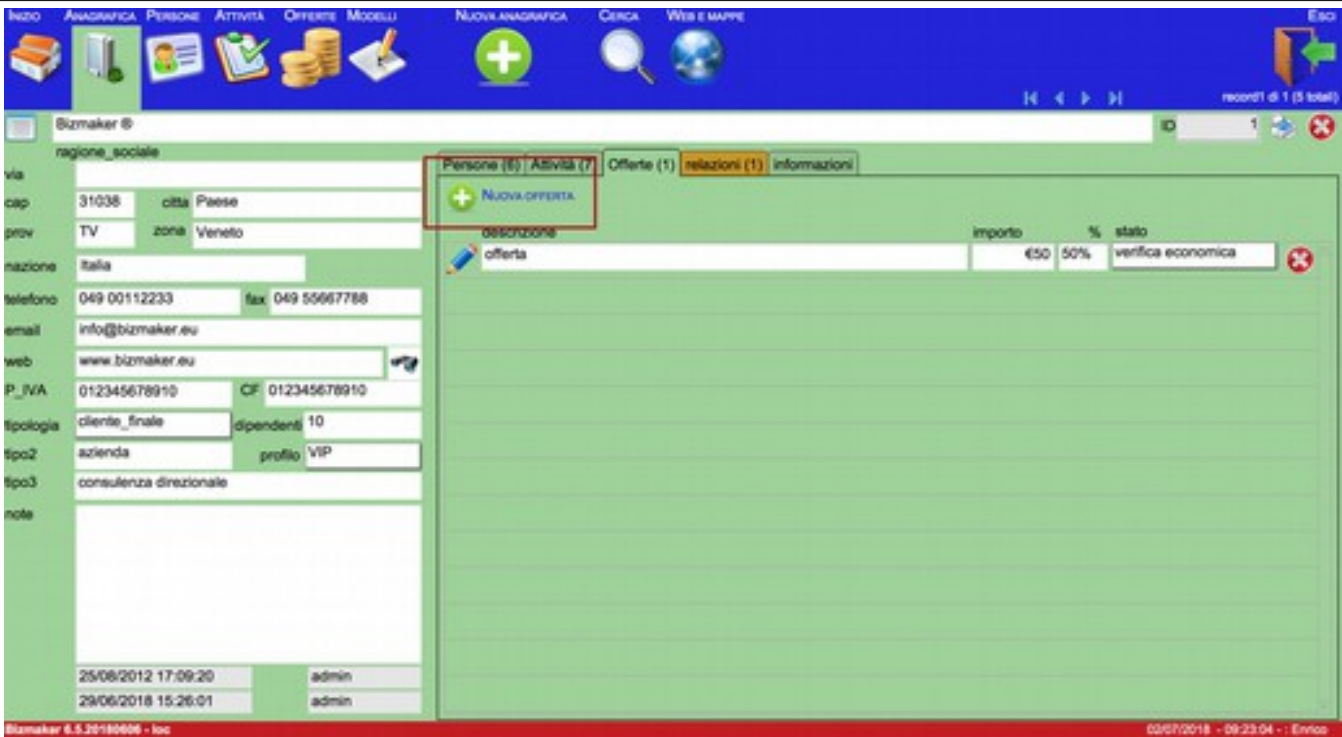 Inizio Anagrafica Persone Attività Offerte Modelli Nuova anagrafica Cerca Web e mappe Esci
record1 di 1 (5 totali)
Bizmaker ® ID 1
ragione_sociale
Persone (6) Attività (7 Offerte (1) relazioni (1) informazioni
via
Nuova offerta
cap 31038 citta Paese
prov TV zona Veneto
descrizione importo % stato
offerta €50 50% verifica economica
nazione Italia
telefono 049 00112233 fax 049 55667788
email info@bizmaker.eu
web www.bizmaker.eu
P_IVA 012345678910 CF 012345678910
tipologia cliente_finale dipendenti 10
tipo2 azienda profilo VIP
tipo3 consulenza direzionale
note
25/08/2012 17:09:20 admin
29/06/2018 15:26:01 admin
Bizmaker 6.5.20180606 - loc 02/07/2018 - 09:23:04 - : Enrico